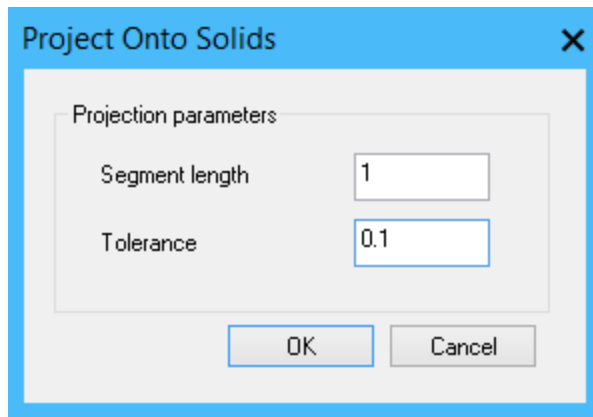 Project Onto Solids
Projection parameters
Segment length 1
Tolerance 0.1
OK Cancel